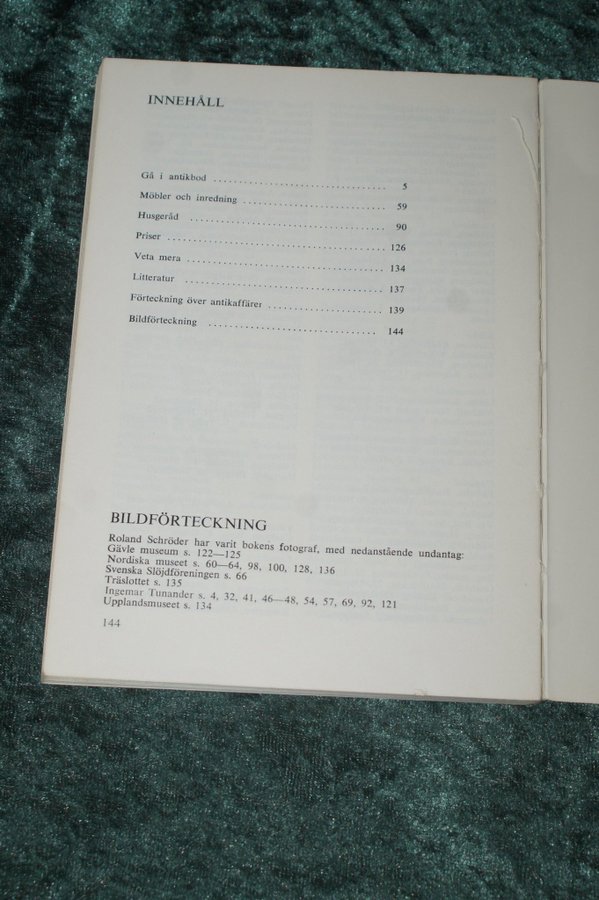 INNEHÅLL
Gå i antikbod ................................ 5
Möbler och inredning ......................... 59
Husgeråd .................................... 90
Priser ....................................... 126
Veta mera .................................... 134
Litteratur ................................... 137
Förteckning över antikaffärer ..................... 139
Bildförteckning ............................... 144
BILDFÖRTECKNING
Roland Schröder har varit bokens fotograf, med nedanstående undantag:
Gävle museum s. 122—125
Nordiska museet s. 60—64, 98, 100, 128, 136
Svenska Slöjdföreningen s. 66
Träslottet s. 135
Ingemar Tunander s. 4, 32, 41, 46—48, 54, 57, 69, 92, 121
Upplandsmuseet s. 134
144